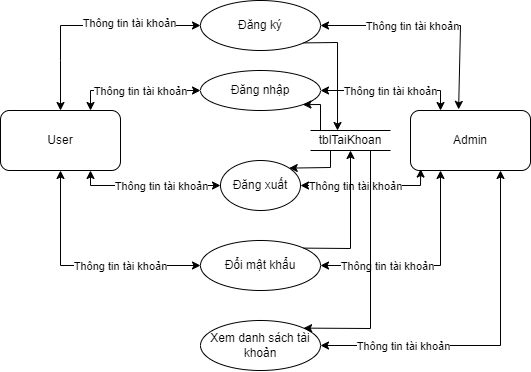 Thông tin tài khoản
Đăng ký
Thông tin tài khoản
Thông tin tài khoản
Đăng nhập
Thông tin tài khoản
User
tblTaiKhoan
Admin
Thông tin tài khoản
Đăng xuất
Thông tin tài khoản
Thông tin tài khoản
Đổi mật khẩu
Thông tin tài khoản
Xem danh sách tài
khoản
Thông tin tài khoản